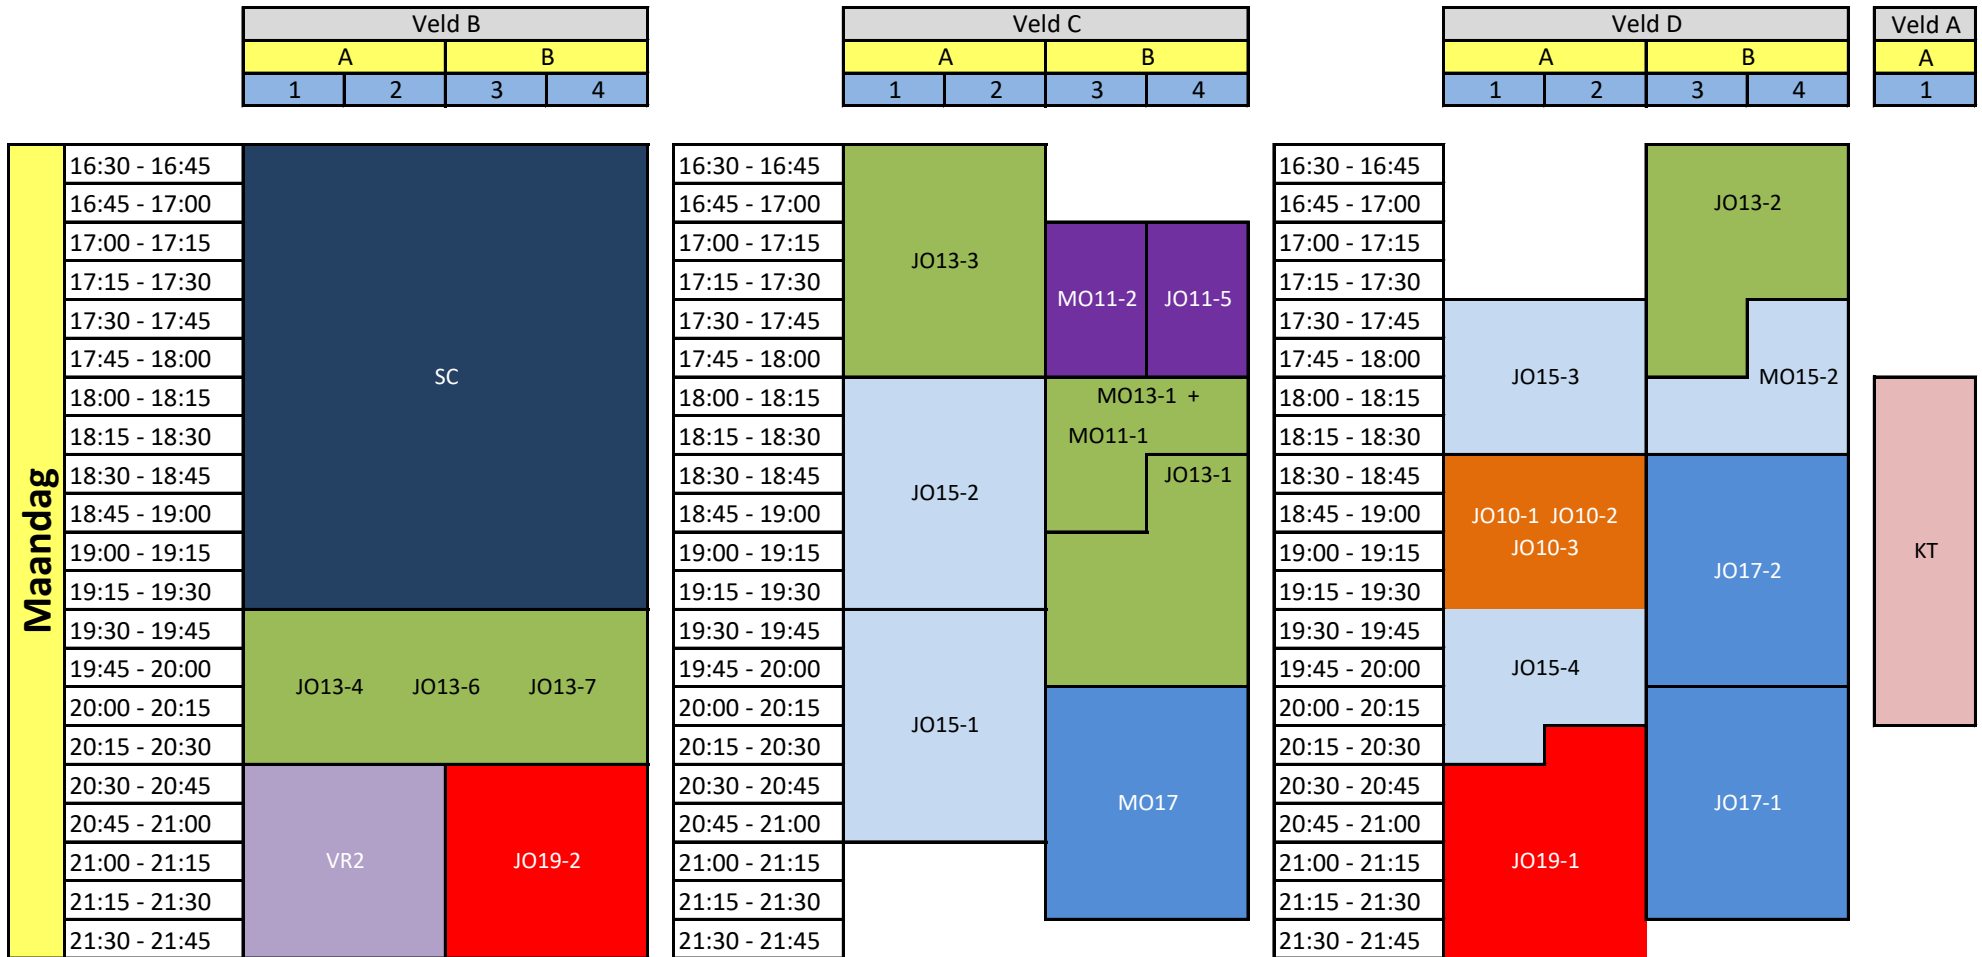 Veld B Veld C Veld D Veld A
A B A B A B A
1 2 3 4 1 2 3 4 1 2 3 4 1
Maandag
16:30 - 16:45 16:30 - 16:45 16:30 - 16:45
16:45 - 17:00 16:45 - 17:00 16:45 - 17:00 JO13-2
17:00 - 17:15 17:00 - 17:15 17:00 - 17:15
JO13-3
17:15 - 17:30 17:15 - 17:30 17:15 - 17:30
MO11-2 JO11-5
17:30 - 17:45 17:30 - 17:45 17:30 - 17:45
17:45 - 18:00 17:45 - 18:00 17:45 - 18:00
SC JO15-3 MO15-2
18:00 - 18:15 18:00 - 18:15 MO13-1 + 18:00 - 18:15
18:15 - 18:30 18:15 - 18:30 MO11-1 18:15 - 18:30
18:30 - 18:45 18:30 - 18:45 JO13-1 18:30 - 18:45
JO15-2
18:45 - 19:00 18:45 - 19:00 18:45 - 19:00 JO10-1 JO10-2
19:00 - 19:15 19:00 - 19:15 19:00 - 19:15 JO10-3 KT
JO17-2
19:15 - 19:30 19:15 - 19:30 19:15 - 19:30
19:30 - 19:45 19:30 - 19:45 19:30 - 19:45
19:45 - 20:00 19:45 - 20:00 19:45 - 20:00 JO15-4
JO13-4 JO13-6 JO13-7
20:00 - 20:15 20:00 - 20:15 20:00 - 20:15
JO15-1
20:15 - 20:30 20:15 - 20:30 20:15 - 20:30
20:30 - 20:45 20:30 - 20:45 20:30 - 20:45
MO17 JO17-1
20:45 - 21:00 20:45 - 21:00 20:45 - 21:00
21:00 - 21:15 VR2 JO19-2 21:00 - 21:15 21:00 - 21:15 JO19-1
21:15 - 21:30 21:15 - 21:30 21:15 - 21:30
21:30 - 21:45 21:30 - 21:45 21:30 - 21:45